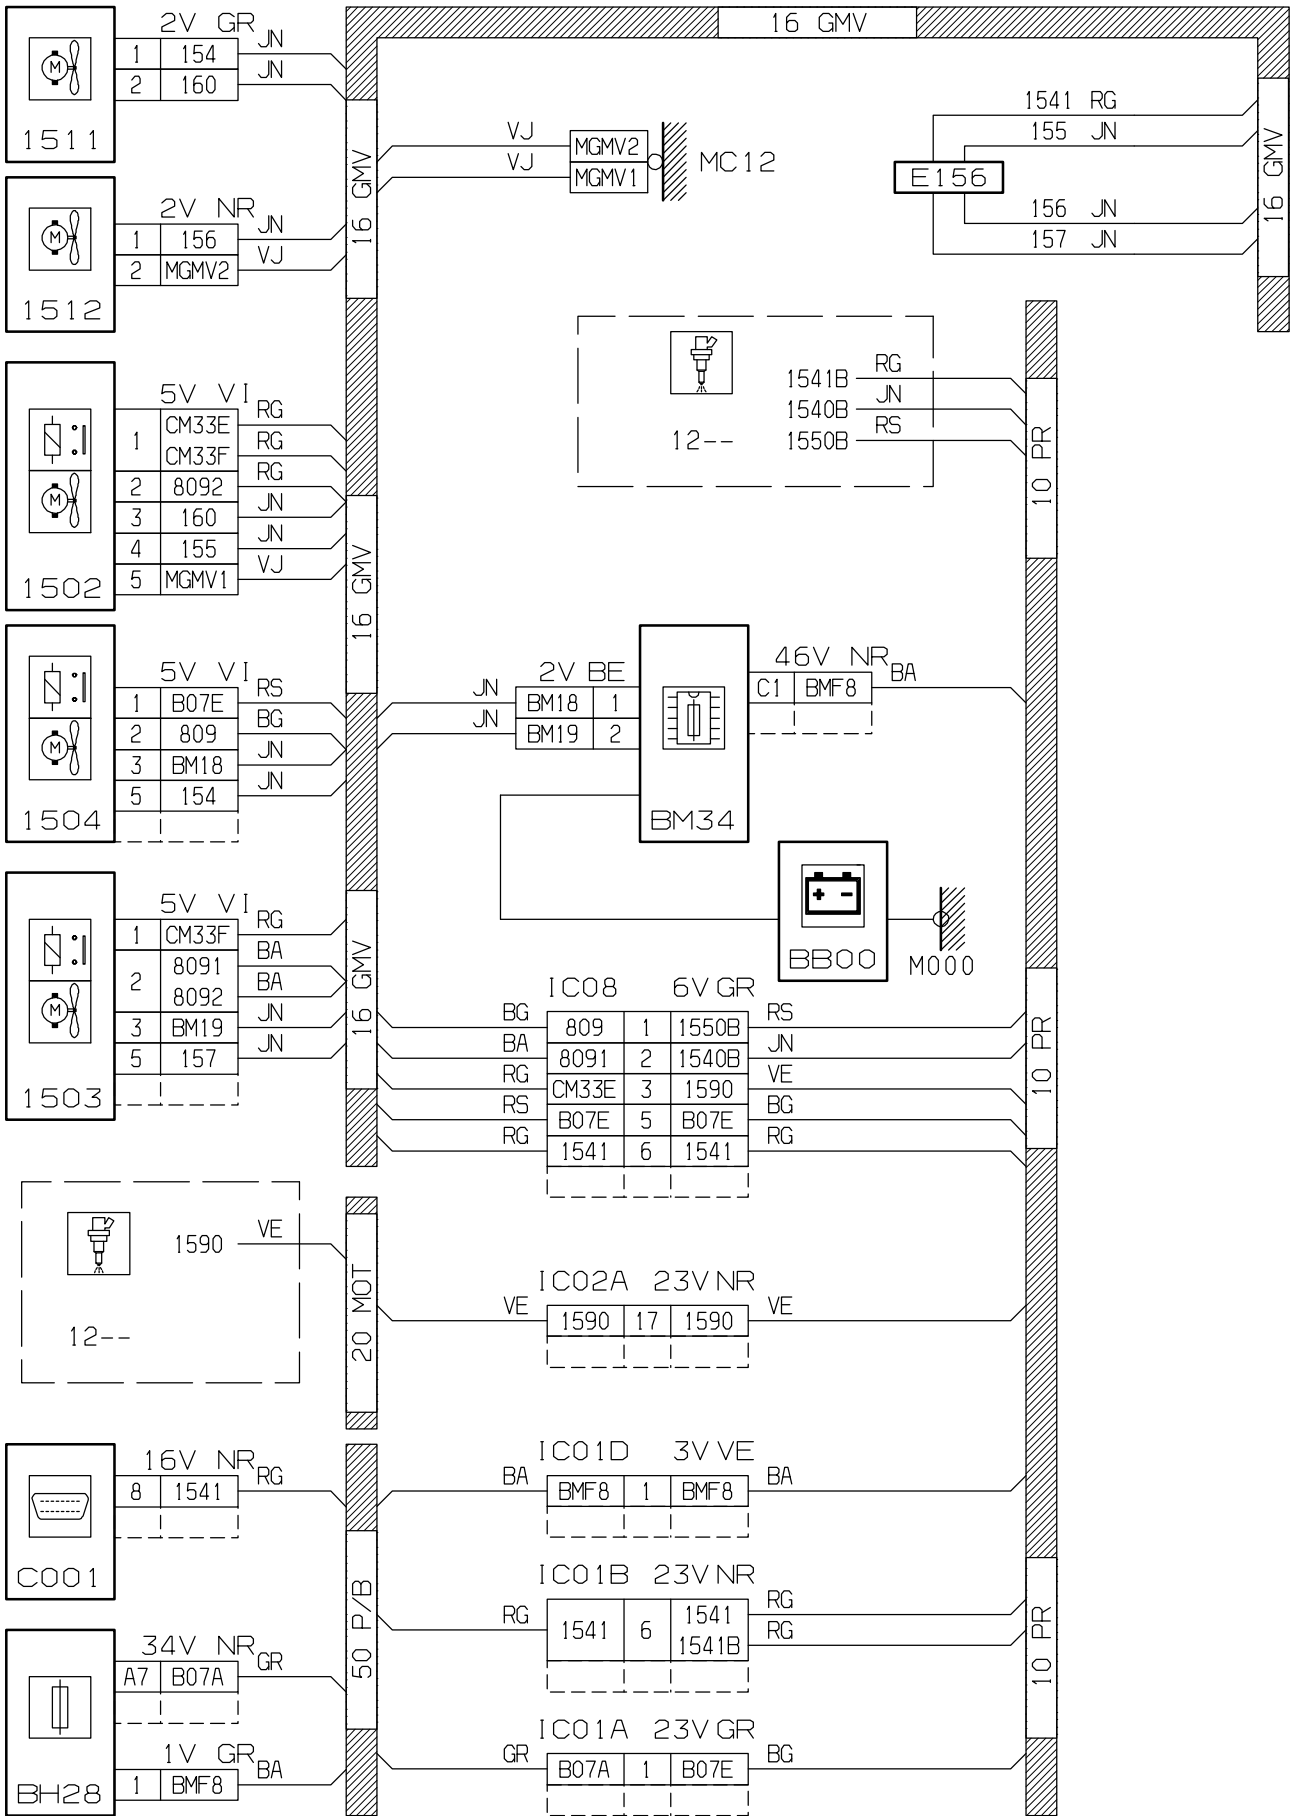 16 GMV
2V GR
1 154 JN
2 160 JN
M
1511
2V NR
1 156 JN
2 MGMV2 VJ
M
1512
16 GMV
VJ MGMV2
VJ MGMV1
MC12
1541 RG
155 JN
E156
156 JN
157 JN
16 GMV
1541B RG
1540B JN
1550B RS
12--
10 PR
5V VI
1 CM33E RG
CM33F RG
2 8092 RG
3 160 JN
4 155 JN
5 MGMV1 VJ
M
1502
16 GMV
5V VI
1 B07E RS
2 809 BG
3 BM18 JN
5 154 JN
M
1504
2V BE
JN BM18 1
JN BM19 2
46V NR
C1 BMF8 BA
BM34
+ -
BB00
M000
5V VI
1 CM33F RG
2 8091 BA
8092 BA
3 BM19 JN
5 157 JN
M
1503
16 GMV
IC08 6V GR
BG 809 1 1550B RS
BA 8091 2 1540B JN
RG CM33E 3 1590 VE
RS B07E 5 B07E BG
RG 1541 6 1541 RG
10 PR
1590 VE
12--
20 MOT
IC02A 23V NR
VE 1590 17 1590 VE
16V NR
8 1541 RG
C001
IC01D 3V VE
BA BMF8 1 BMF8 BA
50 P/B
IC01B 23V NR
RG 1541 6 1541 RG
1541B RG
10 PR
34V NR
A7 B07A GR
1V GR
1 BMF8 BA
BH28
IC01A 23V GR
GR B07A 1 B07E BG